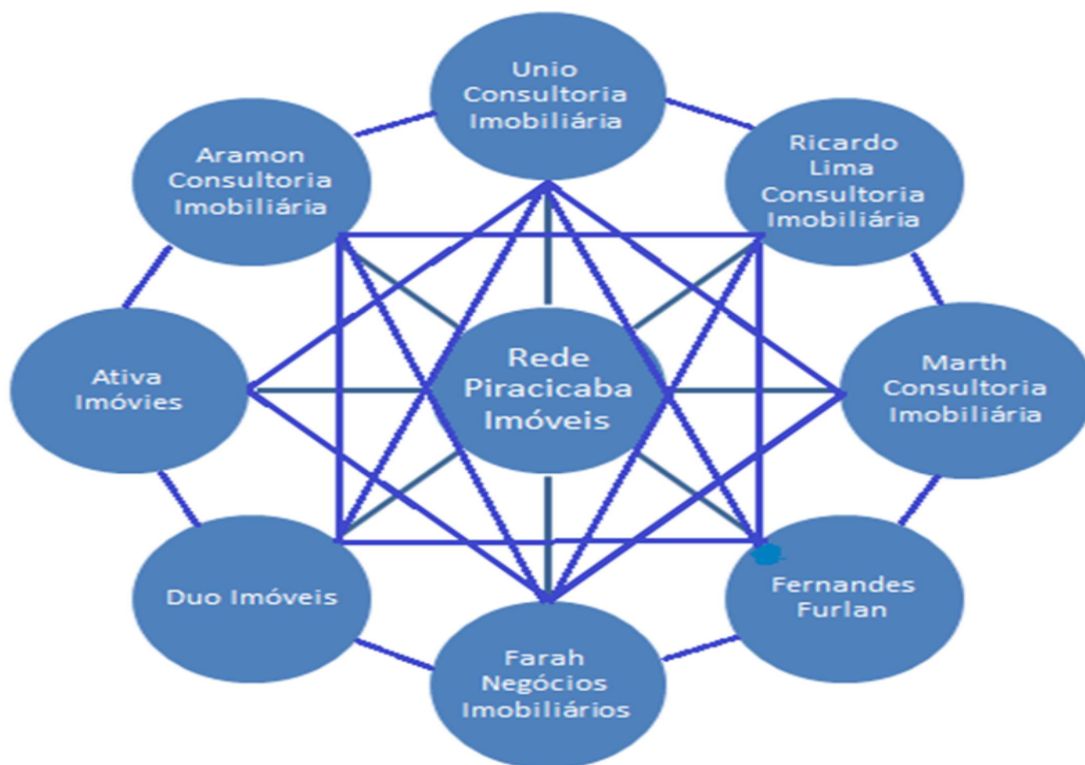 Unio
Consultoria
Imobiliária
Aramon
Consultoria
Imobiliária
Ricardo
Lima
Consultoria
Imobiliária
Ativa
Imóvies
Rede
Piracicaba
Imóveis
Marth
Consultoria
Imobiliária
Duo Imóveis
Fernandes
Furlan
Farah
Negócios
Imobiliários